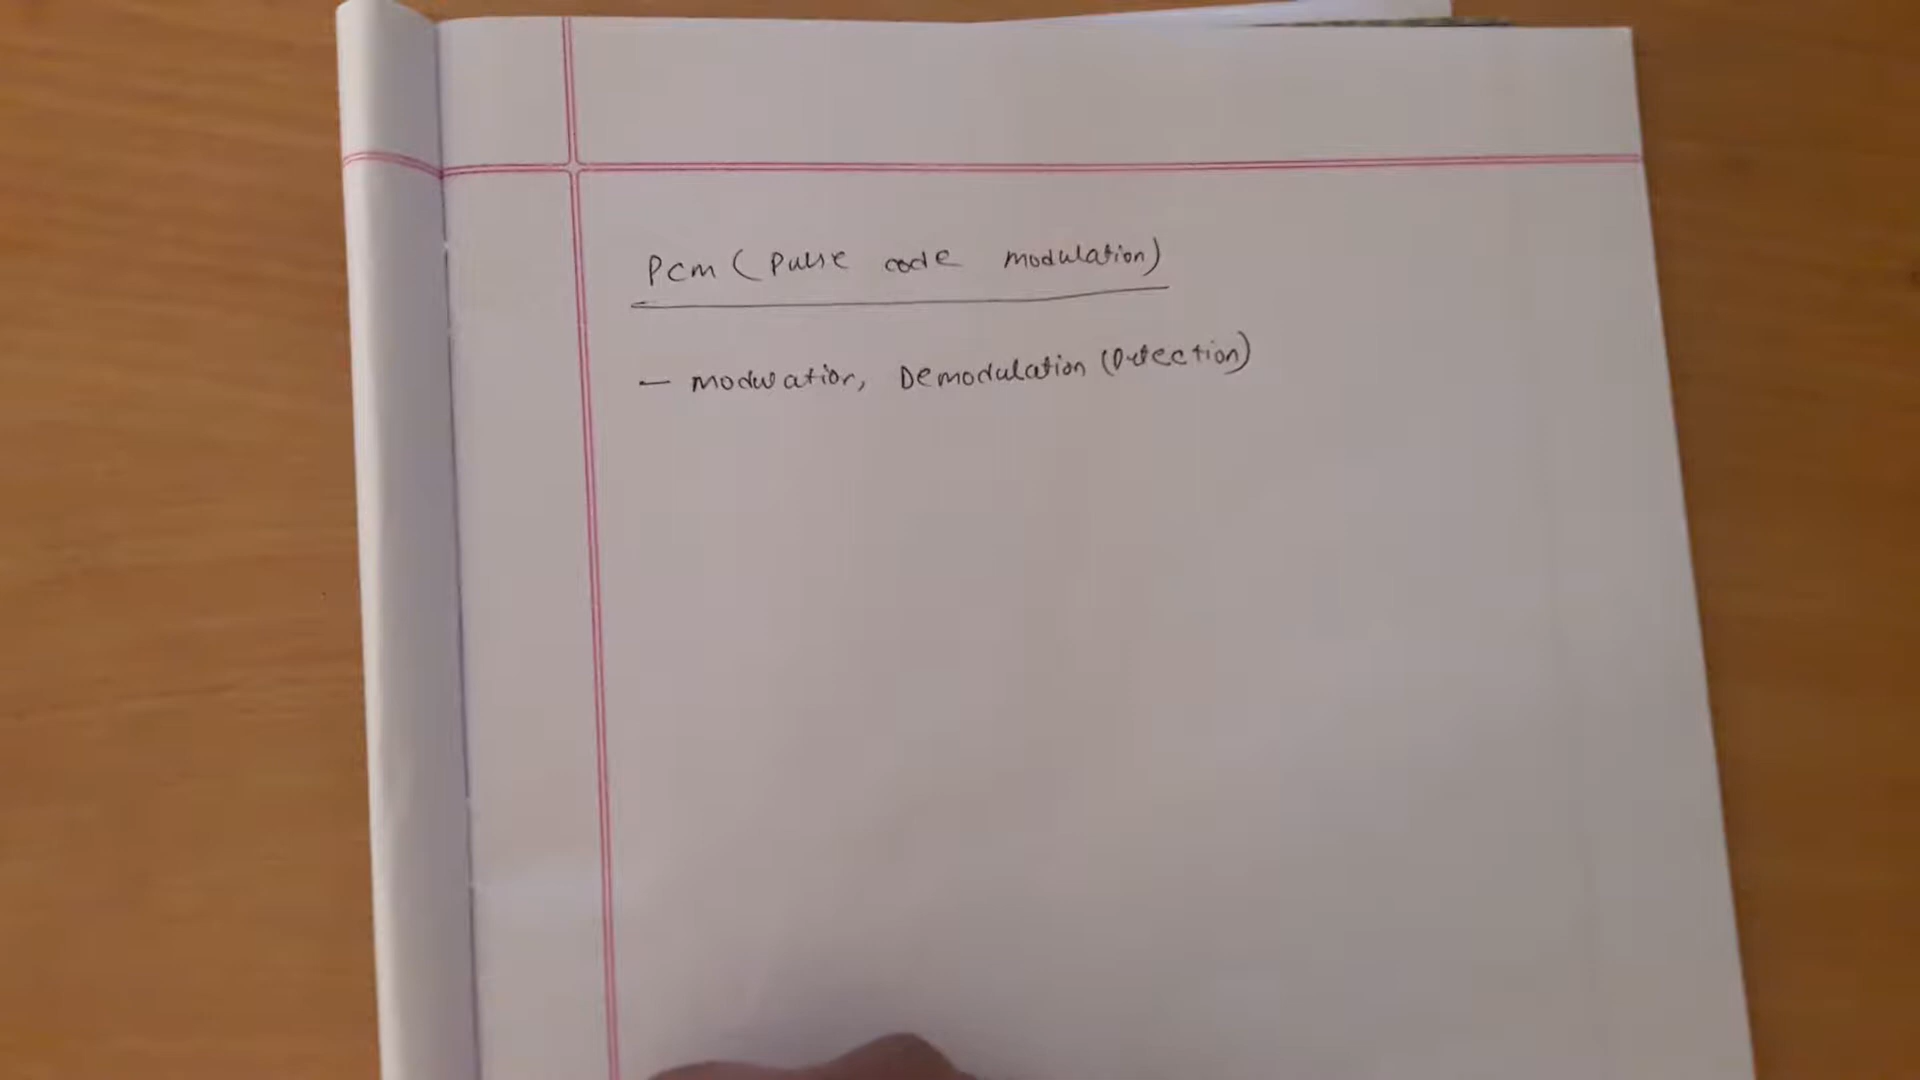 PCM (Pulse code modulation)
- modulation, Demodulation (Detection)